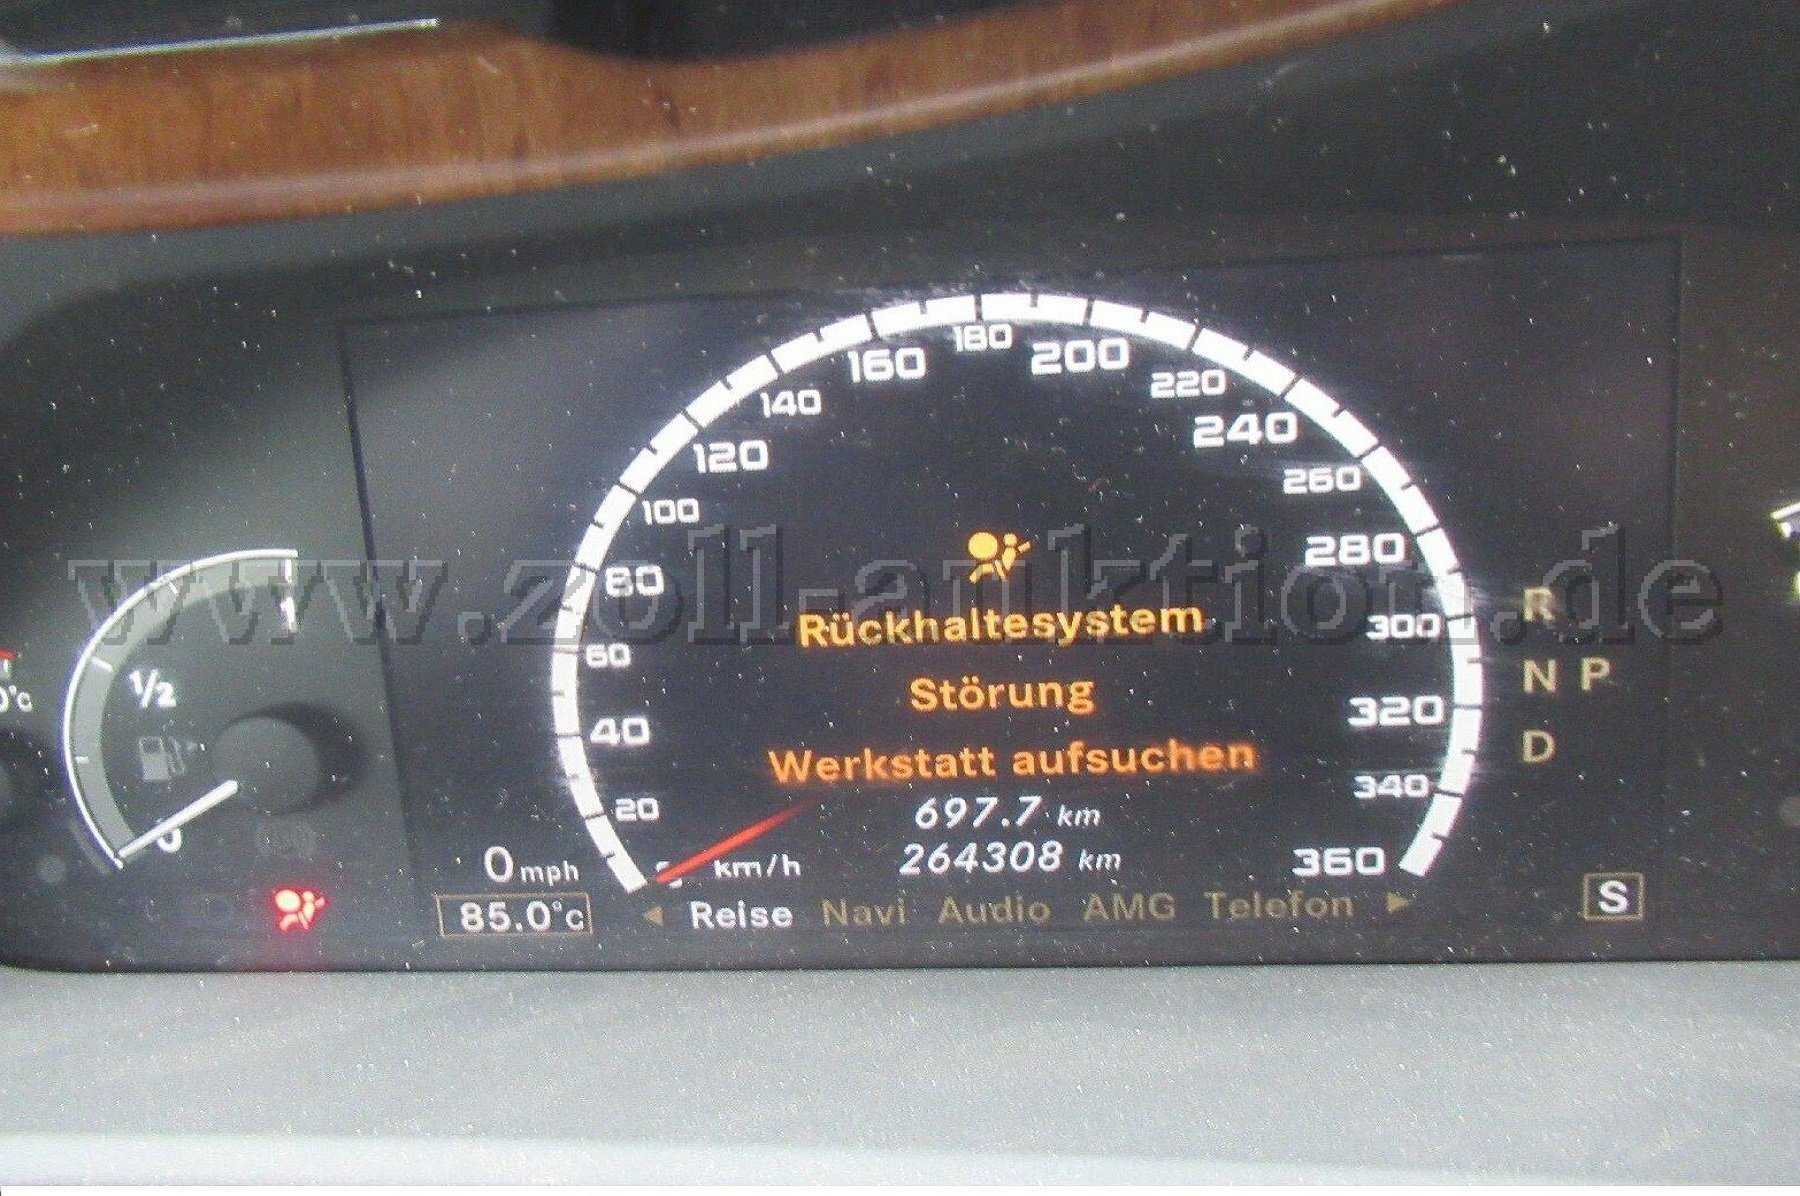 160 180 200
140 220
120 240
100 260
80 280
www.zoll-auktion.de
1
Rückhaltesystem
300
R
60
1/2
Störung
N P
40
320
Werkstatt aufsuchen
D
20
697.7 km
340
0
0 mph
km/h
264308 km
360
85.0°C
Reise Navi Audio AMG Telefon
S